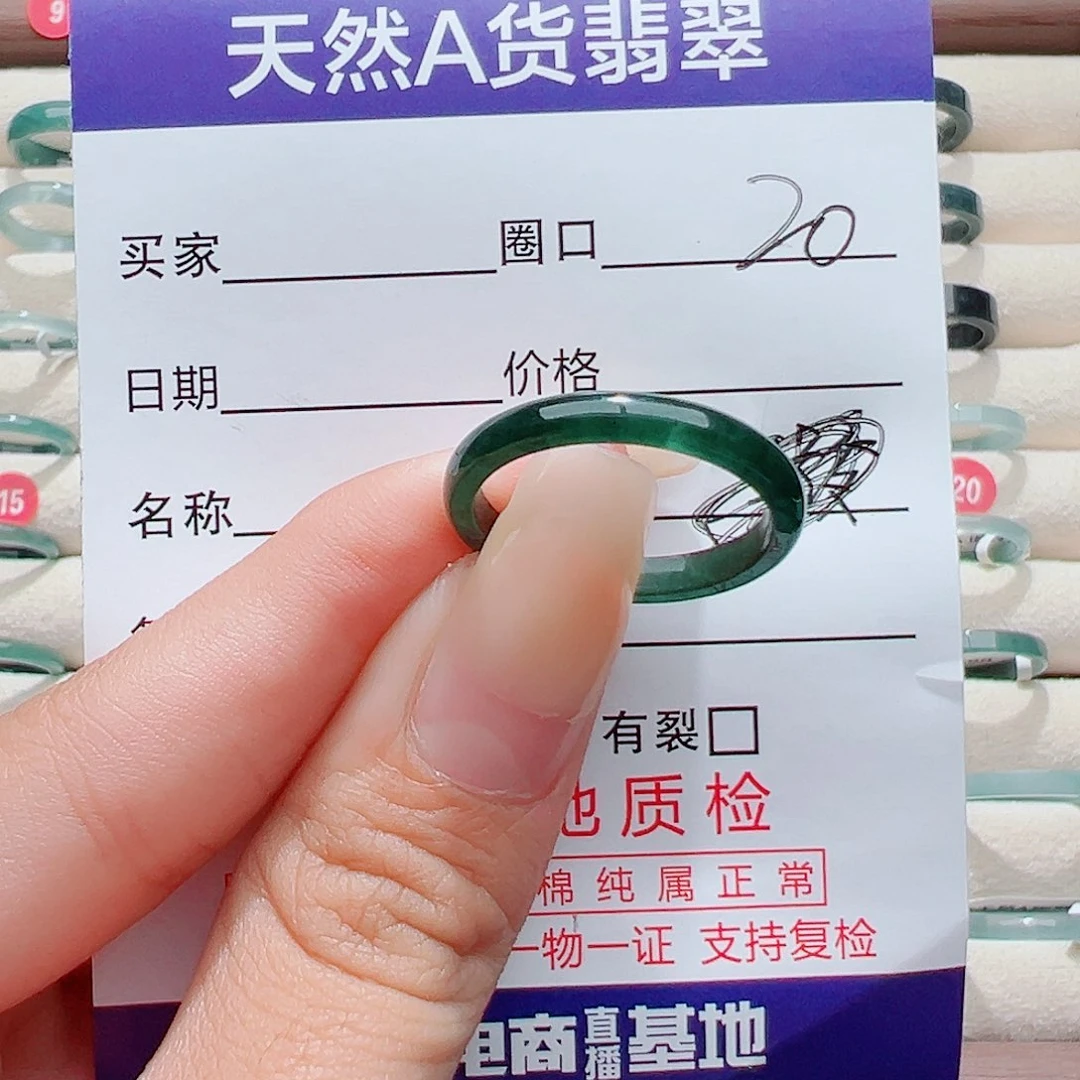 9
天然A货翡翠
买家 圈口 20
日期 价格
名称
15
20
有裂□
质检
棉纯属正常
一物一证 支持复检
电商直播基地